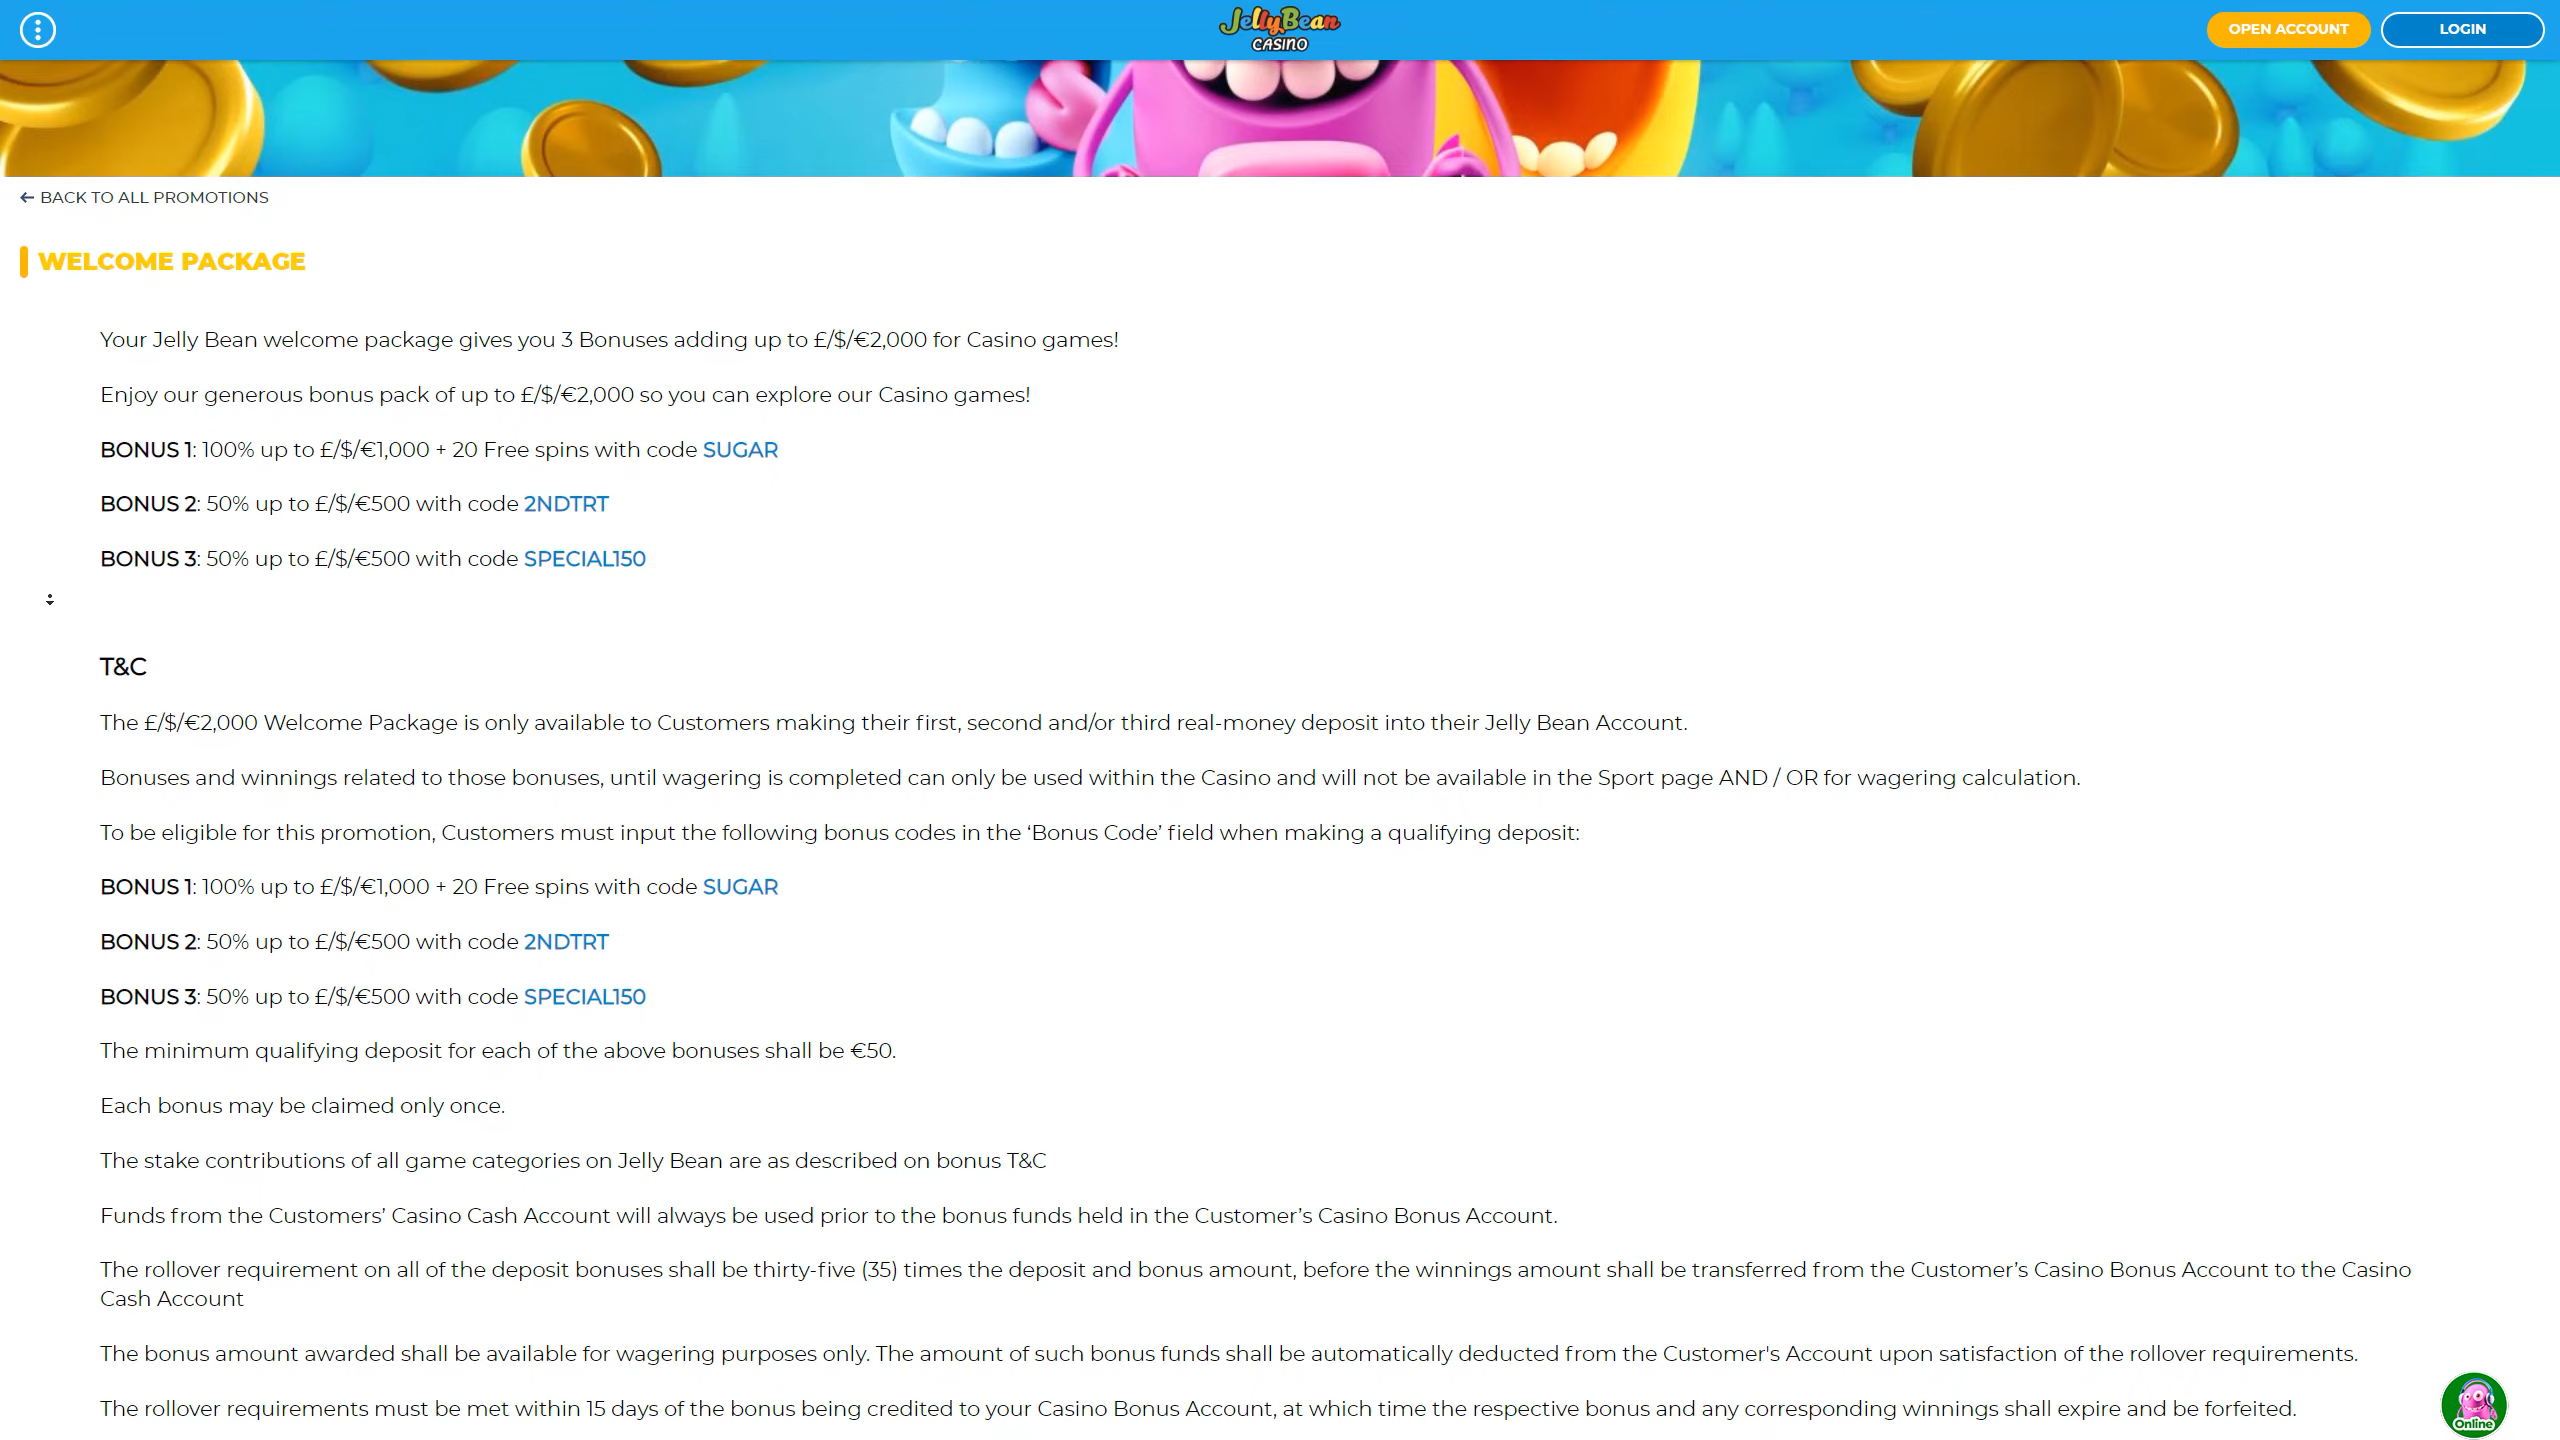 JellyBean
CASINO
OPEN ACCOUNT
LOGIN
BACK TO ALL PROMOTIONS
WELCOME PACKAGE
Your Jelly Bean welcome package gives you 3 Bonuses adding up to £/$/€2,000 for Casino games!
Enjoy our generous bonus pack of up to £/$/€2,000 so you can explore our Casino games!
BONUS 1: 100% up to £/$/€1,000 + 20 Free spins with code SUGAR
BONUS 2: 50% up to £/$/€500 with code 2NDTRT
BONUS 3: 50% up to £/$/€500 with code SPECIAL150
T&C
The £/$/€2,000 Welcome Package is only available to Customers making their first, second and/or third real-money deposit into their Jelly Bean Account.
Bonuses and winnings related to those bonuses, until wagering is completed can only be used within the Casino and will not be available in the Sport page AND / OR for wagering calculation.
To be eligible for this promotion, Customers must input the following bonus codes in the ‘Bonus Code’ field when making a qualifying deposit:
BONUS 1: 100% up to £/$/€1,000 + 20 Free spins with code SUGAR
BONUS 2: 50% up to £/$/€500 with code 2NDTRT
BONUS 3: 50% up to £/$/€500 with code SPECIAL150
The minimum qualifying deposit for each of the above bonuses shall be €50.
Each bonus may be claimed only once.
The stake contributions of all game categories on Jelly Bean are as described on bonus T&C
Funds from the Customers’ Casino Cash Account will always be used prior to the bonus funds held in the Customer’s Casino Bonus Account.
The rollover requirement on all of the deposit bonuses shall be thirty-five (35) times the deposit and bonus amount, before the winnings amount shall be transferred from the Customer’s Casino Bonus Account to the Casino
Cash Account
The bonus amount awarded shall be available for wagering purposes only. The amount of such bonus funds shall be automatically deducted from the Customer's Account upon satisfaction of the rollover requirements.
The rollover requirements must be met within 15 days of the bonus being credited to your Casino Bonus Account, at which time the respective bonus and any corresponding winnings shall expire and be forfeited.
Online